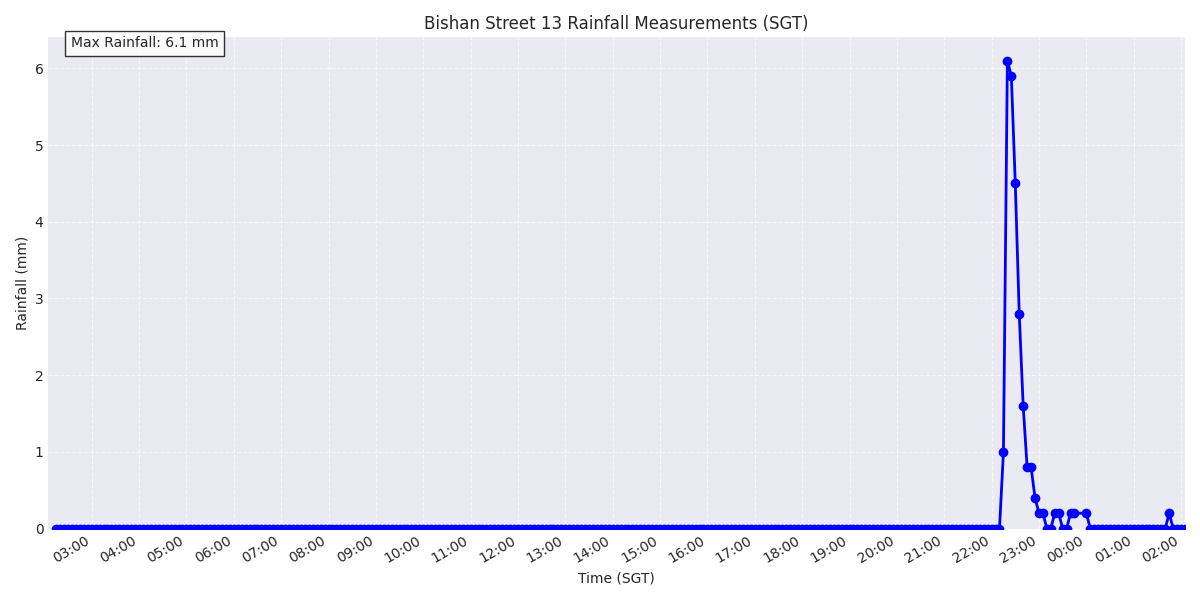 Bishan Street 13 Rainfall Measurements (SGT)
Max Rainfall: 6.1 mm
6
5
4
3
2
1
0
Rainfall (mm)
03:00 04:00 05:00 06:00 07:00 08:00 09:00 10:00 11:00 12:00 13:00 14:00 15:00 16:00 17:00 18:00 19:00 20:00 21:00 22:00 23:00 00:00 01:00 02:00
Time (SGT)